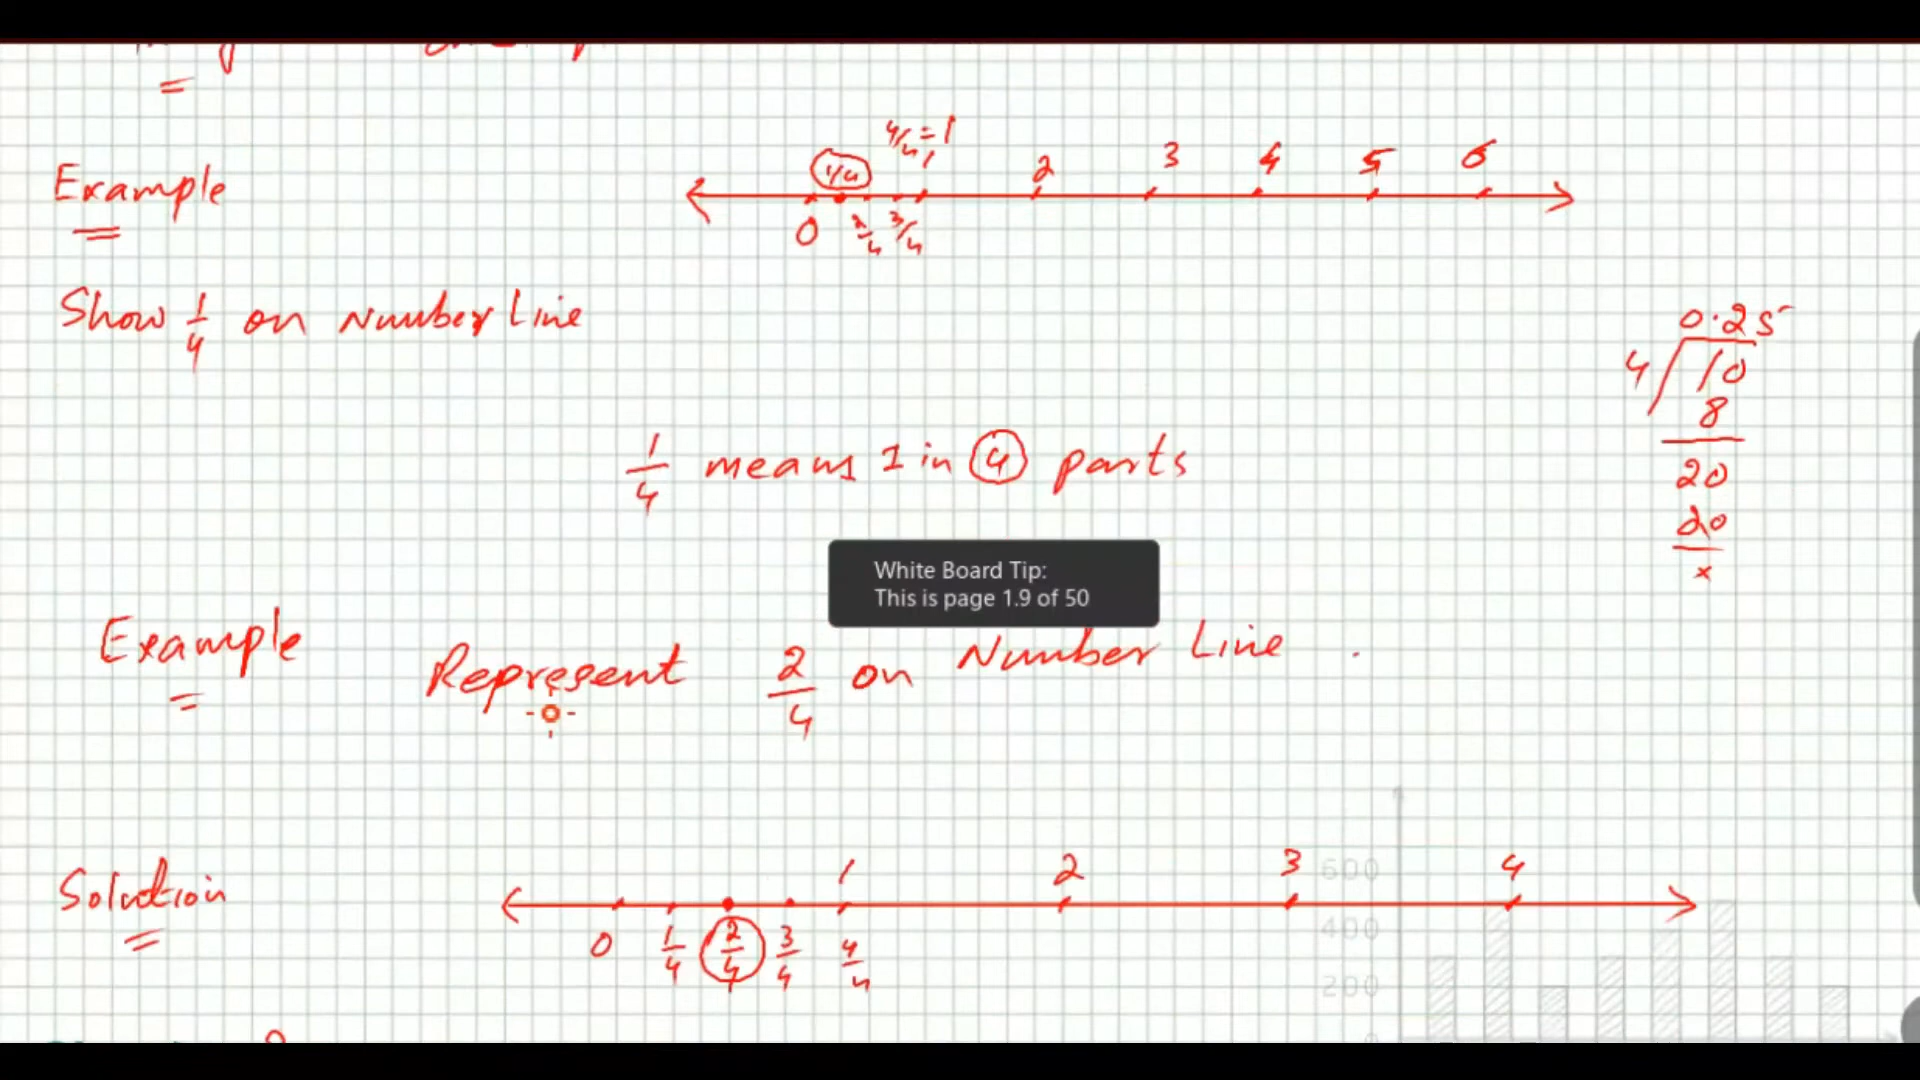 4/4=1
1/4 1 2 3 4 5 6
Example
0 2/4 3/4
Show 1/4 on Number Line
0.25
4 10
8
20
20
x
1/4 means 1 in 4 parts
White Board Tip:
This is page 1.9 of 50
Example Represent 2/4 on Number Line .
Solution
1 2 3 4
0 1/4 2/4 3/4 4/4
600
400
200
0